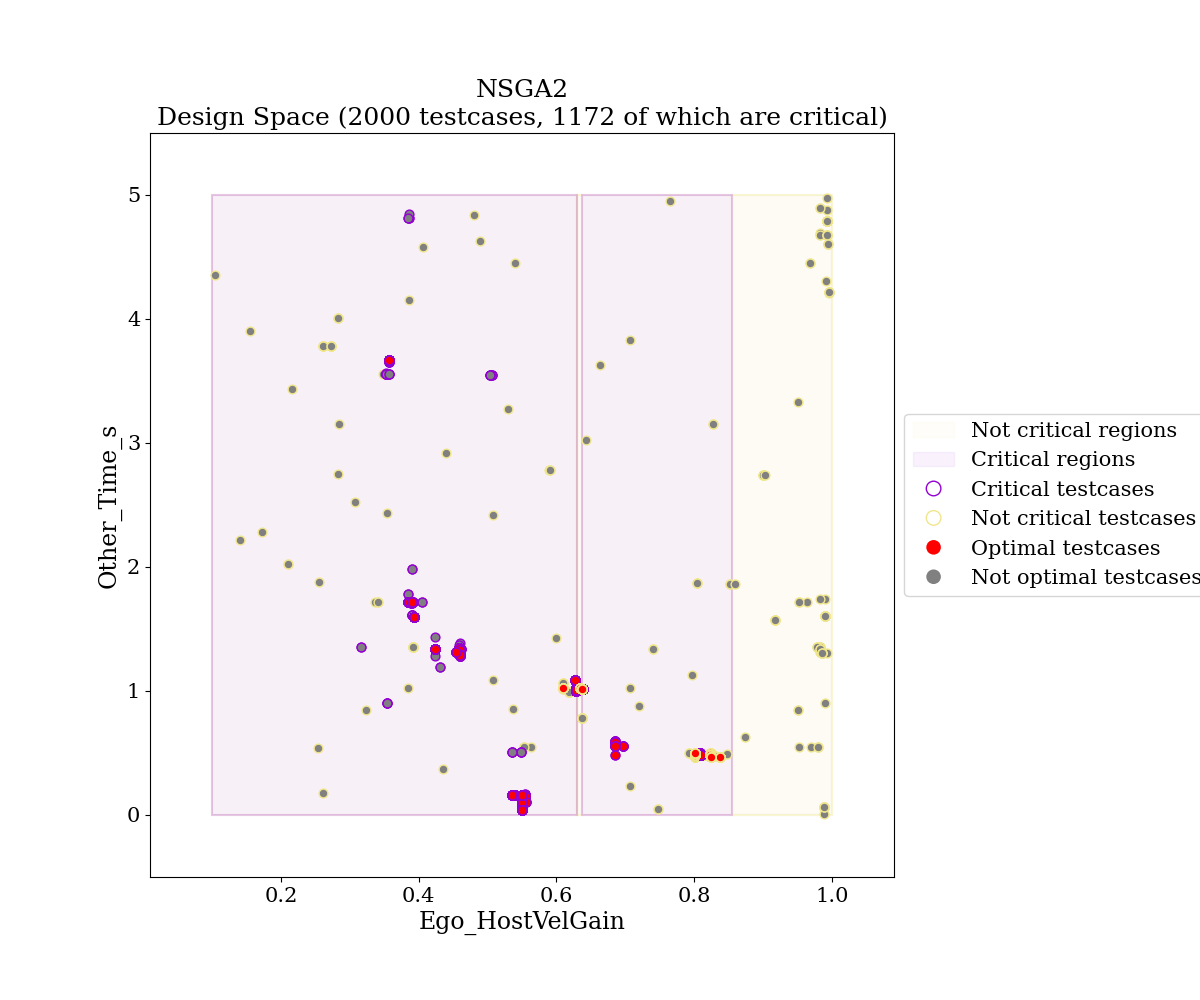 NSGA2
Design Space (2000 testcases, 1172 of which are critical)
5
4
3
2
1
0
Other_Time_s
0.2
0.4
0.6
0.8
1.0
Ego_HostVelGain
Not critical regions
Critical regions
Critical testcases
Not critical testcases
Optimal testcases
Not optimal testcases